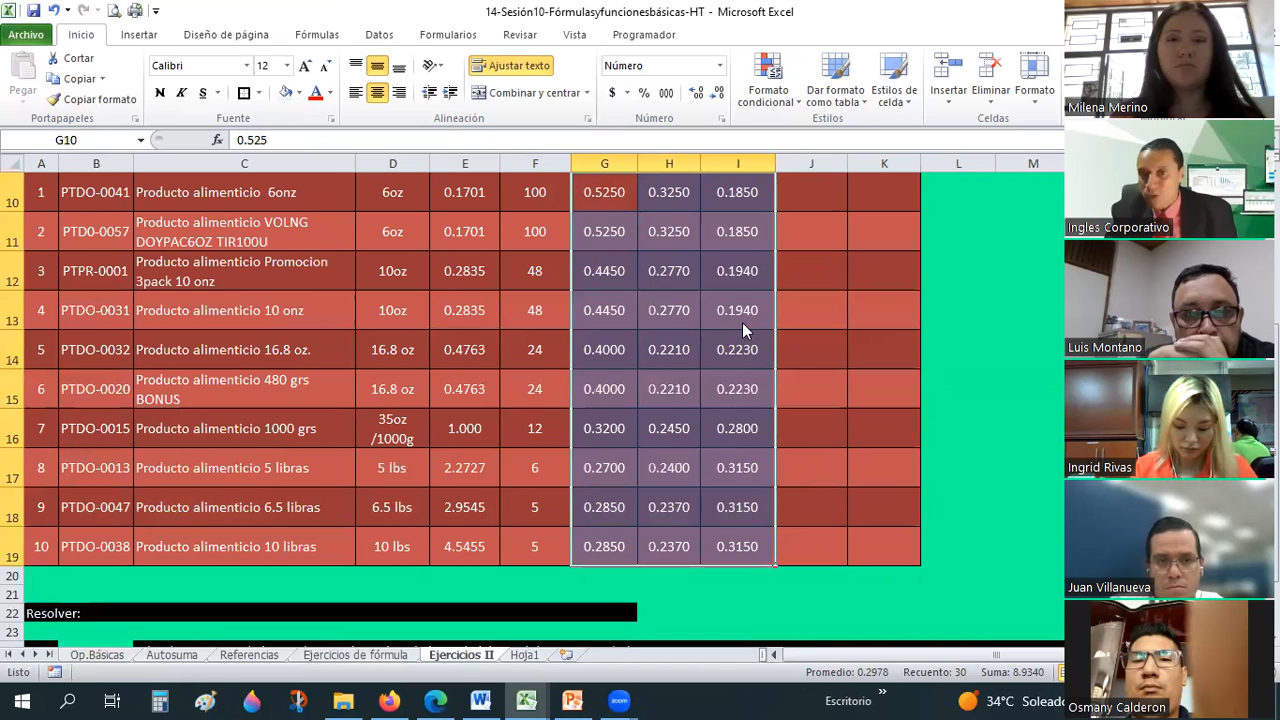 14-Sesión10-Fórmulasyfuncionesbásicas-HT - Microsoft Excel
Archivo Inicio Insertar Diseño de página Fórmulas Datos Revisar Vista
Cortar
Copiar
Copiar formato
Pegar
Portapapeles
Calibri 12
N K S
Fuente
Ajustar texto
Combinar y centrar
Alineación
Número
$ % 000
Número
Formato condicional
Dar formato como tabla
Estilos de celda
Estilos
Insertar Eliminar Formato
Celdas
G10 fx 0.525
A B C D E F G H I J K L M
10 1 PTDO-0041 Producto alimenticio 6onz 6oz 0.1701 100 0.5250 0.3250 0.1850
11 2 PTD0-0057 Producto alimenticio VOLNG DOYPAC6OZ TIR100U 6oz 0.1701 100 0.5250 0.3250 0.1850
12 3 PTPR-0001 Producto alimenticio Promocion 3pack 10 onz 10oz 0.2835 48 0.4450 0.2770 0.1940
13 4 PTDO-0031 Producto alimenticio 10 onz 10oz 0.2835 48 0.4450 0.2770 0.1940
14 5 PTDO-0032 Producto alimenticio 16.8 oz. 16.8 oz 0.4763 24 0.4000 0.2210 0.2230
15 6 PTDO-0020 Producto alimenticio 480 grs BONUS 16.8 oz 0.4763 24 0.4000 0.2210 0.2230
16 7 PTDO-0015 Producto alimenticio 1000 grs 35oz /1000g 1.000 12 0.3200 0.2450 0.2800
17 8 PTDO-0013 Producto alimenticio 5 libras 5 lbs 2.2727 6 0.2700 0.2400 0.3150
18 9 PTDO-0047 Producto alimenticio 6.5 libras 6.5 lbs 2.9545 5 0.2850 0.2370 0.3150
19 10 PTDO-0038 Producto alimenticio 10 libras 10 lbs 4.5455 5 0.2850 0.2370 0.3150
20
21
22 Resolver:
23
Op.Básicas Autosuma Referencias Ejercicios de fórmula Ejercicios II Hoja1
Listo Promedio: 0.2978 Recuento: 30 Suma: 8.9340
Escritorio
34°C Soleado
Milena Merino
Ingles Corporativo
Luis Montano
Ingrid Rivas
Juan Villanueva
Osmany Calderon